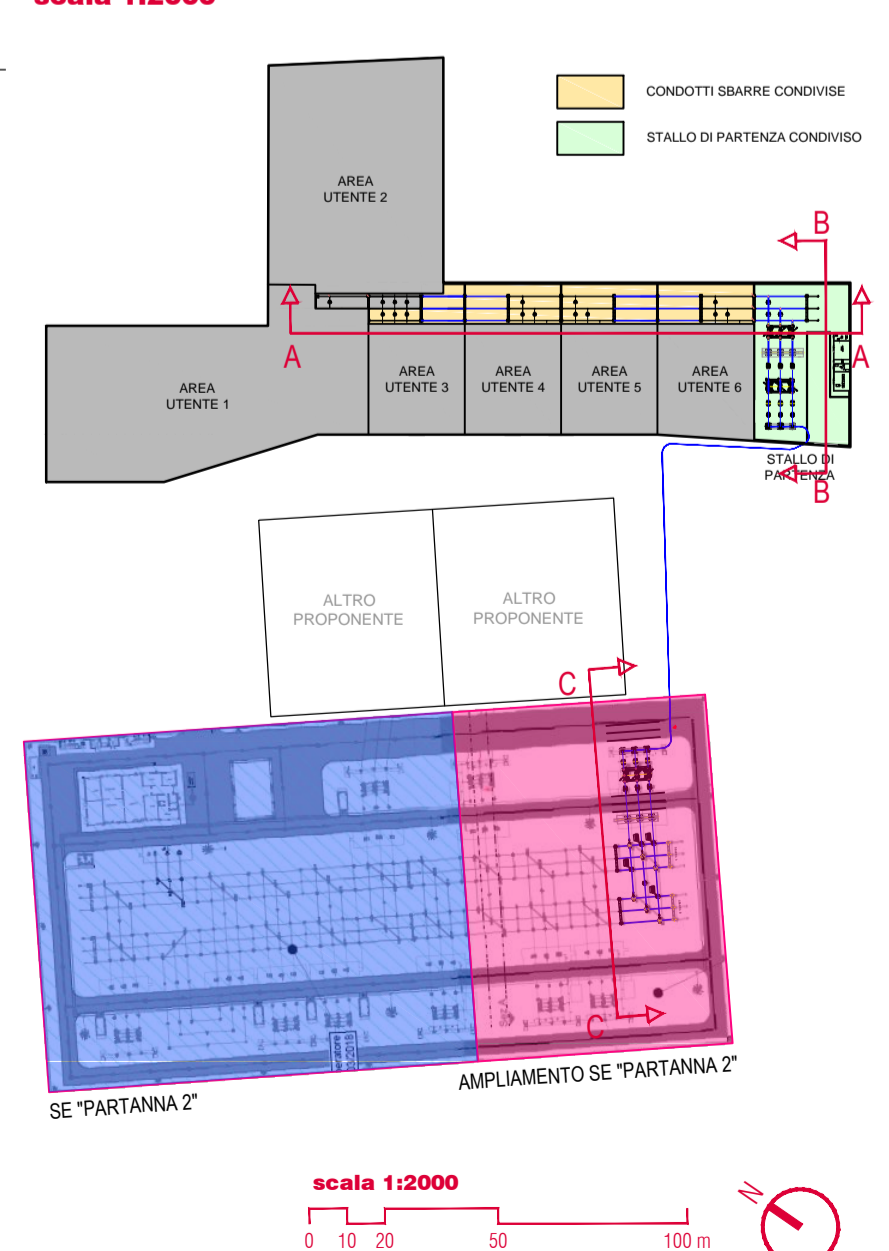 scala 1:2000
CONDOTTI SBARRE CONDIVISE
STALLO DI PARTENZA CONDIVISO
AREA
UTENTE 2
B
A
A
AREA
UTENTE 1
AREA
UTENTE 3
AREA
UTENTE 4
AREA
UTENTE 5
AREA
UTENTE 6
STALLO DI
PARTENZA
B
ALTRO
PROPONENTE
ALTRO
PROPONENTE
C
C
03/2018
SE "PARTANNA 2"
AMPLIAMENTO SE "PARTANNA 2"
scala 1:2000
0 10 20 50 100 m
N